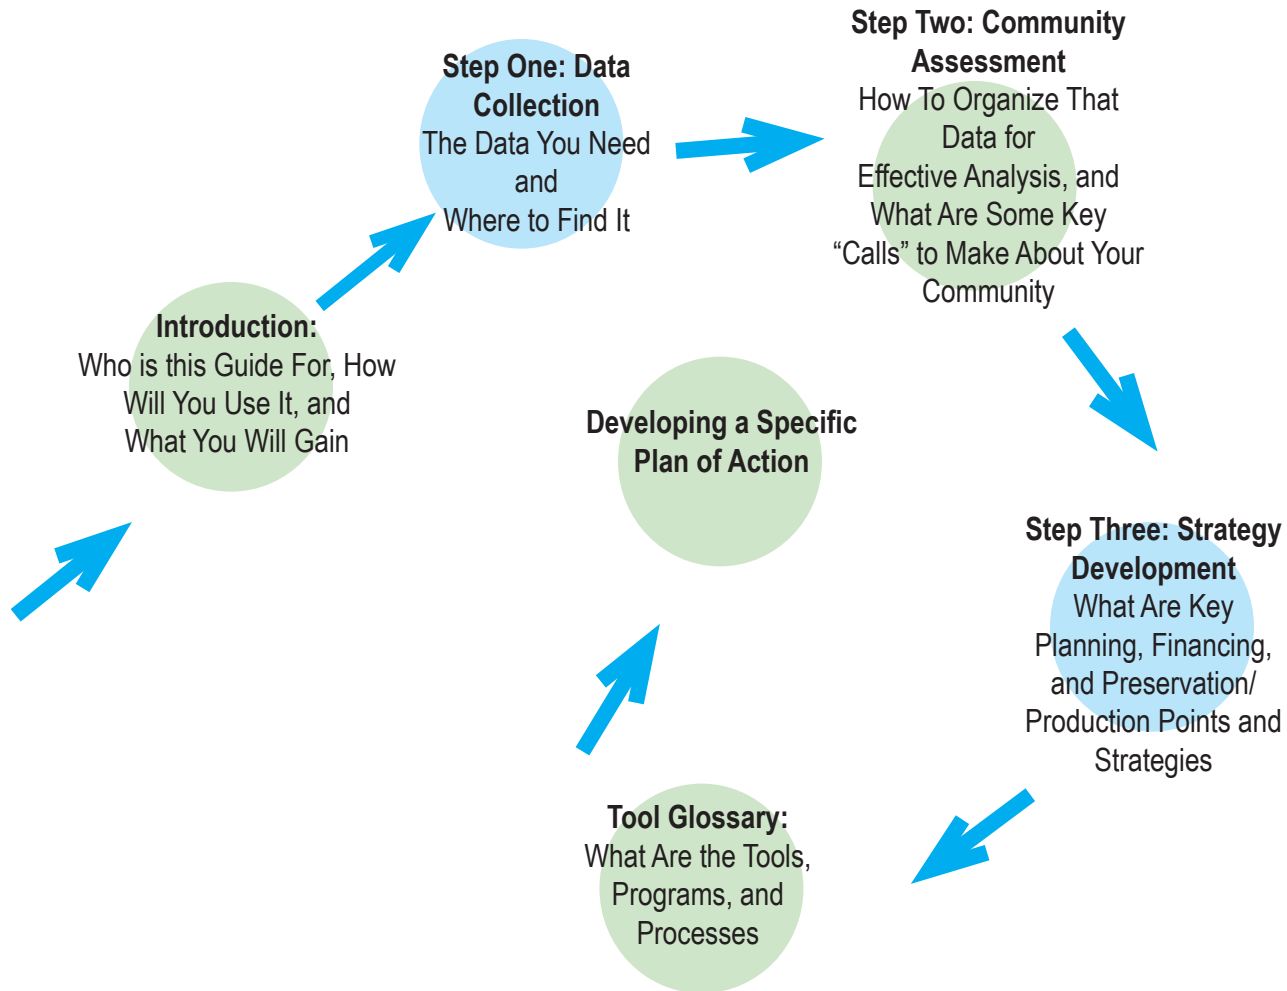 Introduction:
Who is this Guide For, How
Will You Use It, and
What You Will Gain
Step One: Data
Collection
The Data You Need
and
Where to Find It
Step Two: Community
Assessment
How To Organize That
Data for
Effective Analysis, and
What Are Some Key
“Calls” to Make About Your
Community
Step Three: Strategy
Development
What Are Key
Planning, Financing,
and Preservation/
Production Points and
Strategies
Tool Glossary:
What Are the Tools,
Programs, and
Processes
Developing a Specific
Plan of Action